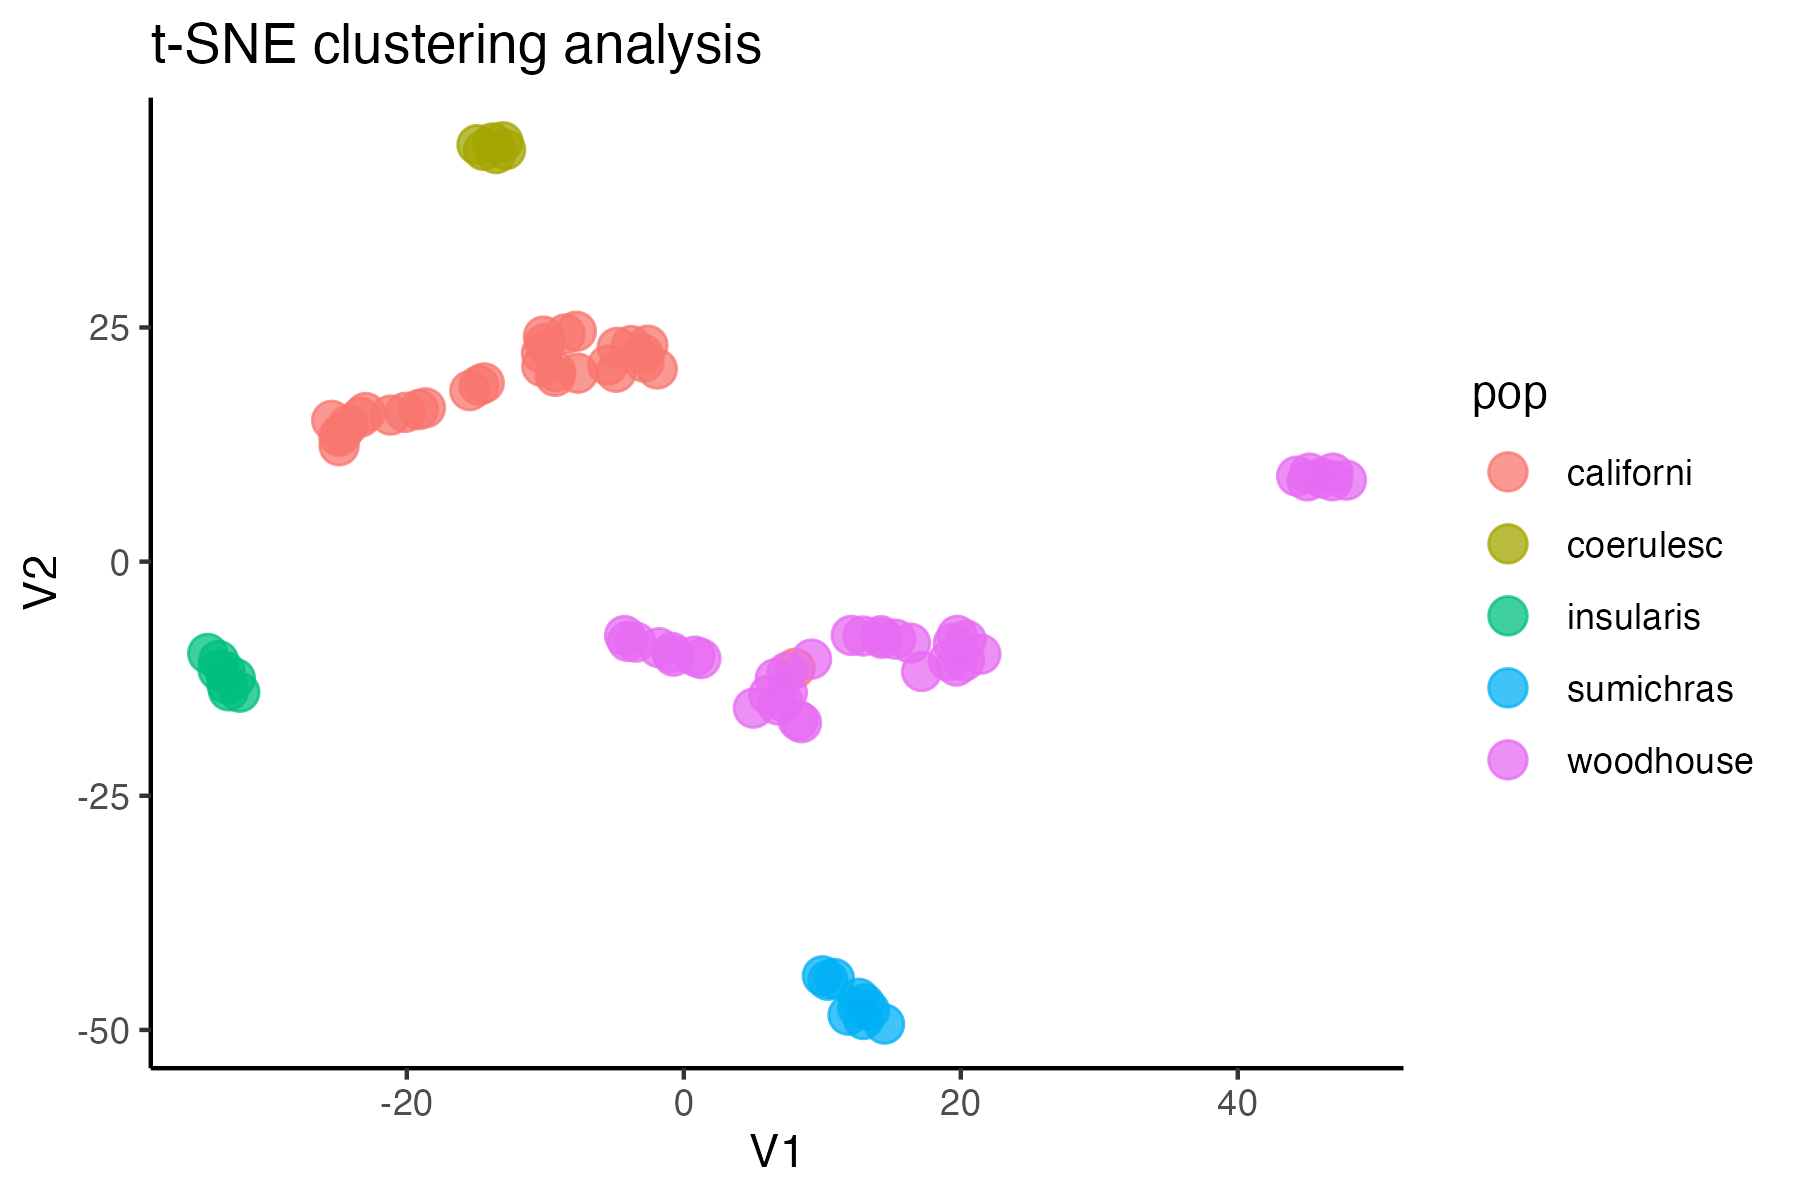 t-SNE clustering analysis
V2
25
0
-25
-50
-20
0
20
40
V1
pop
californi
coerulesc
insularis
sumichras
woodhouse